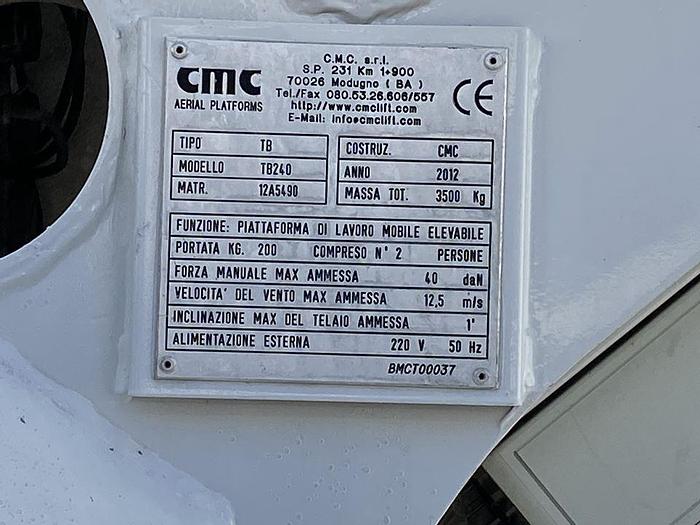 cmc
AERIAL PLATFORMS
C.M.C. s.r.l.
S.P. 231 Km 1+900
70026 Modugno ( BA )
Tel./Fax 080.53.26.606/557
http://www.cmclift.com
E-Mail: info@cmclift.com
CE
TIPO TB
MODELLO TB240
MATR. 12A5490
COSTRUZ. CMC
ANNO 2012
MASSA TOT. 3500 Kg
FUNZIONE: PIATTAFORMA DI LAVORO MOBILE ELEVABILE
PORTATA KG. 200 COMPRESO N° 2 PERSONE
FORZA MANUALE MAX AMMESSA 40 daN
VELOCITA' DEL VENTO MAX AMMESSA 12,5 m/s
INCLINAZIONE MAX DEL TELAIO AMMESSA 1°
ALIMENTAZIONE ESTERNA 220 V 50 Hz
BMCT00037